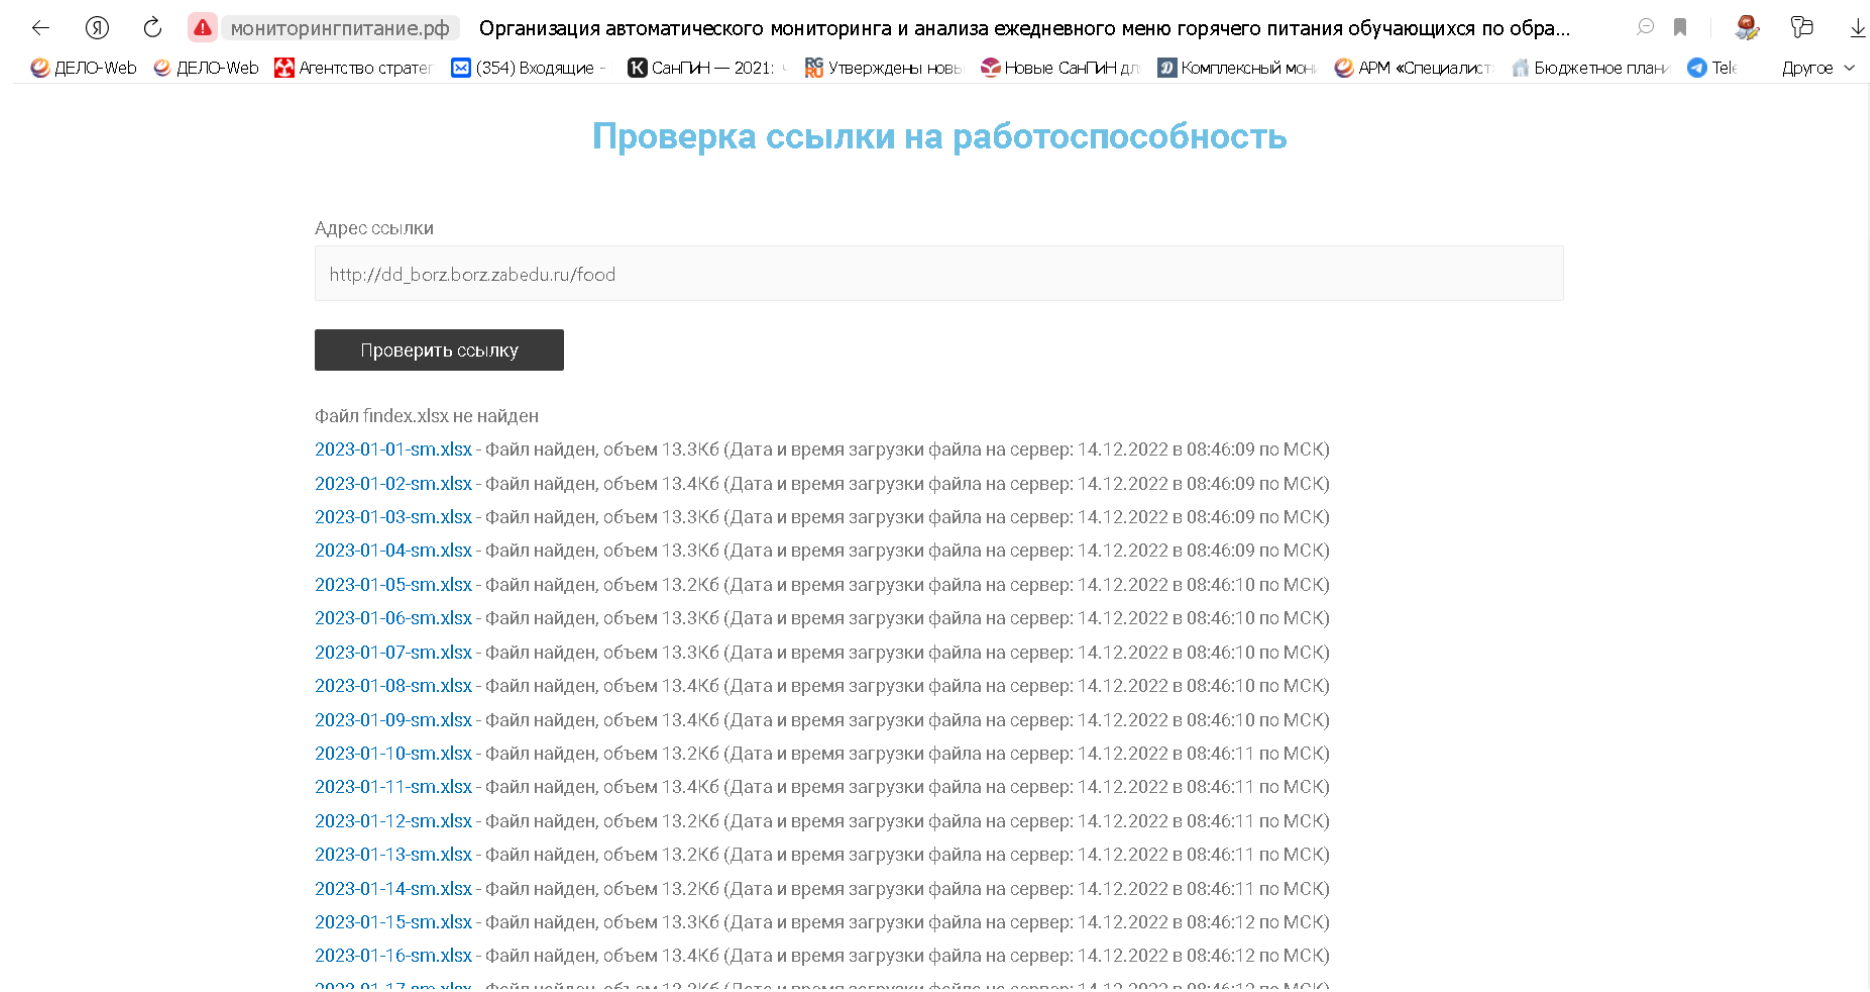 мониторингпитание.рф Организация автоматического мониторинга и анализа ежедневного меню горячего питания обучающихся по обра...
ДЕЛО-Web ДЕЛО-Web Агентство стратег (354) Входящие - СанПиН — 2021: Утверждены новы Новые СанПиН дл Комплексный мон АРМ «Специалист Бюджетное плани Tele Другое
Проверка ссылки на работоспособность
Адрес ссылки
http://dd_borz.borz.zabedu.ru/food
Проверить ссылку
Файл findex.xlsx не найден
2023-01-01-sm.xlsx - Файл найден, объем 13.3Кб (Дата и время загрузки файла на сервер: 14.12.2022 в 08:46:09 по МСК)
2023-01-02-sm.xlsx - Файл найден, объем 13.4Кб (Дата и время загрузки файла на сервер: 14.12.2022 в 08:46:09 по МСК)
2023-01-03-sm.xlsx - Файл найден, объем 13.3Кб (Дата и время загрузки файла на сервер: 14.12.2022 в 08:46:09 по МСК)
2023-01-04-sm.xlsx - Файл найден, объем 13.3Кб (Дата и время загрузки файла на сервер: 14.12.2022 в 08:46:09 по МСК)
2023-01-05-sm.xlsx - Файл найден, объем 13.2Кб (Дата и время загрузки файла на сервер: 14.12.2022 в 08:46:10 по МСК)
2023-01-06-sm.xlsx - Файл найден, объем 13.3Кб (Дата и время загрузки файла на сервер: 14.12.2022 в 08:46:10 по МСК)
2023-01-07-sm.xlsx - Файл найден, объем 13.3Кб (Дата и время загрузки файла на сервер: 14.12.2022 в 08:46:10 по МСК)
2023-01-08-sm.xlsx - Файл найден, объем 13.4Кб (Дата и время загрузки файла на сервер: 14.12.2022 в 08:46:10 по МСК)
2023-01-09-sm.xlsx - Файл найден, объем 13.4Кб (Дата и время загрузки файла на сервер: 14.12.2022 в 08:46:10 по МСК)
2023-01-10-sm.xlsx - Файл найден, объем 13.2Кб (Дата и время загрузки файла на сервер: 14.12.2022 в 08:46:11 по МСК)
2023-01-11-sm.xlsx - Файл найден, объем 13.4Кб (Дата и время загрузки файла на сервер: 14.12.2022 в 08:46:11 по МСК)
2023-01-12-sm.xlsx - Файл найден, объем 13.2Кб (Дата и время загрузки файла на сервер: 14.12.2022 в 08:46:11 по МСК)
2023-01-13-sm.xlsx - Файл найден, объем 13.2Кб (Дата и время загрузки файла на сервер: 14.12.2022 в 08:46:11 по МСК)
2023-01-14-sm.xlsx - Файл найден, объем 13.2Кб (Дата и время загрузки файла на сервер: 14.12.2022 в 08:46:11 по МСК)
2023-01-15-sm.xlsx - Файл найден, объем 13.3Кб (Дата и время загрузки файла на сервер: 14.12.2022 в 08:46:12 по МСК)
2023-01-16-sm.xlsx - Файл найден, объем 13.4Кб (Дата и время загрузки файла на сервер: 14.12.2022 в 08:46:12 по МСК)